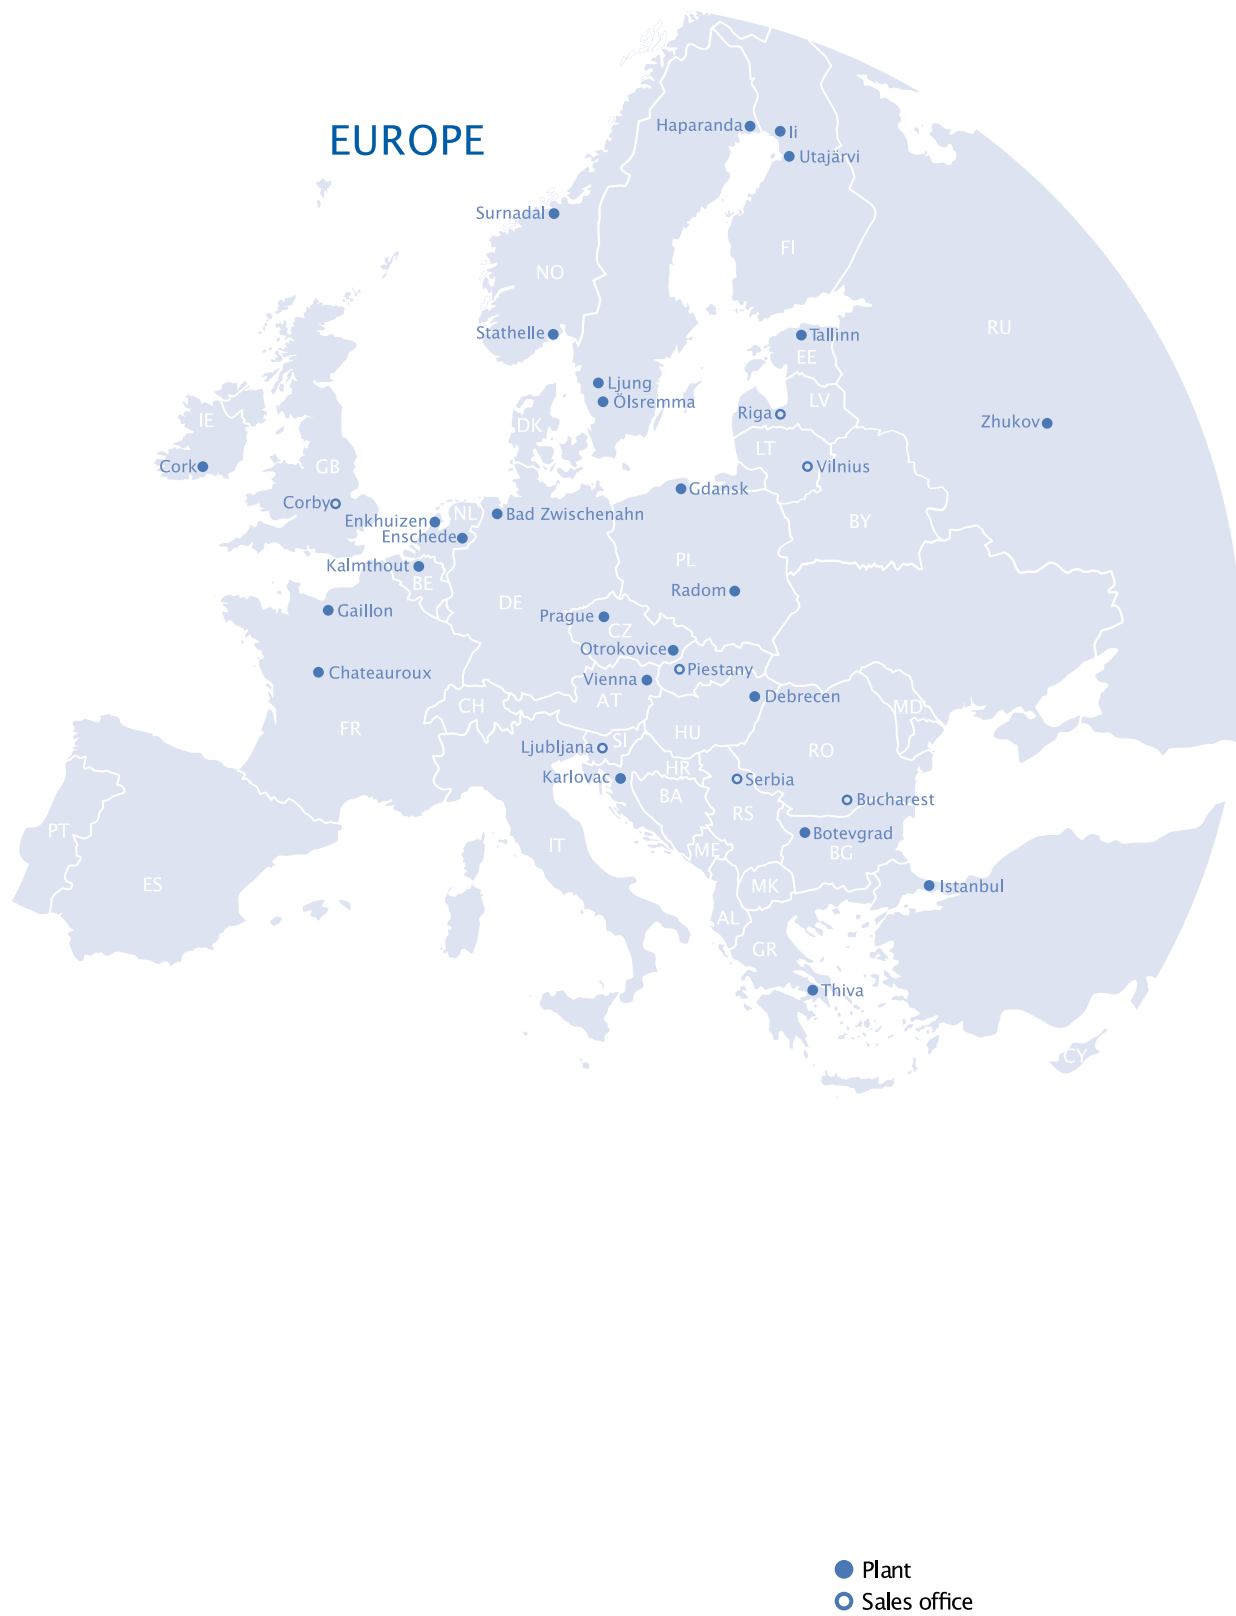 EUROPE
Haparanda
Ii
Utajärvi
Surnadal
NO
FI
Stathelle
Tallinn
RU
EE
Ljung
Ölsremma
LV
Riga
IE
DK
Zhukov
LT
Cork
GB
Vilnius
Gdansk
Corby
NL
Bad Zwischenahn
Enkhuizen
BY
Enschede
PL
Kalmthout
BE
Radom
DE
Gaillon
Prague
CZ
Otrokovice
Piestany
Chateauroux
Vienna
AT
Debrecen
CH
MD
FR
HU
SI
Ljubljana
RO
HR
Karlovac
Serbia
BA
Bucharest
RS
PT
Botevgrad
IT
ME
BG
ES
MK
Istanbul
AL
GR
Thiva
CY
Plant
Sales office